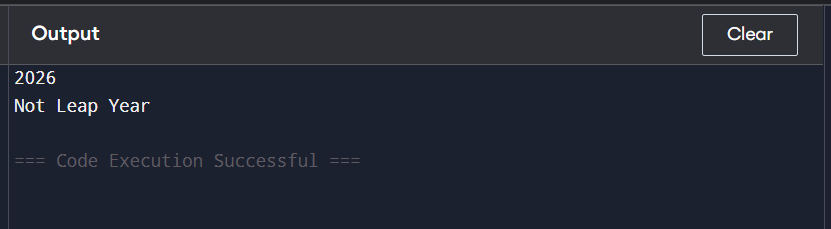 Output
Clear
2026
Not Leap Year
=== Code Execution Successful ===